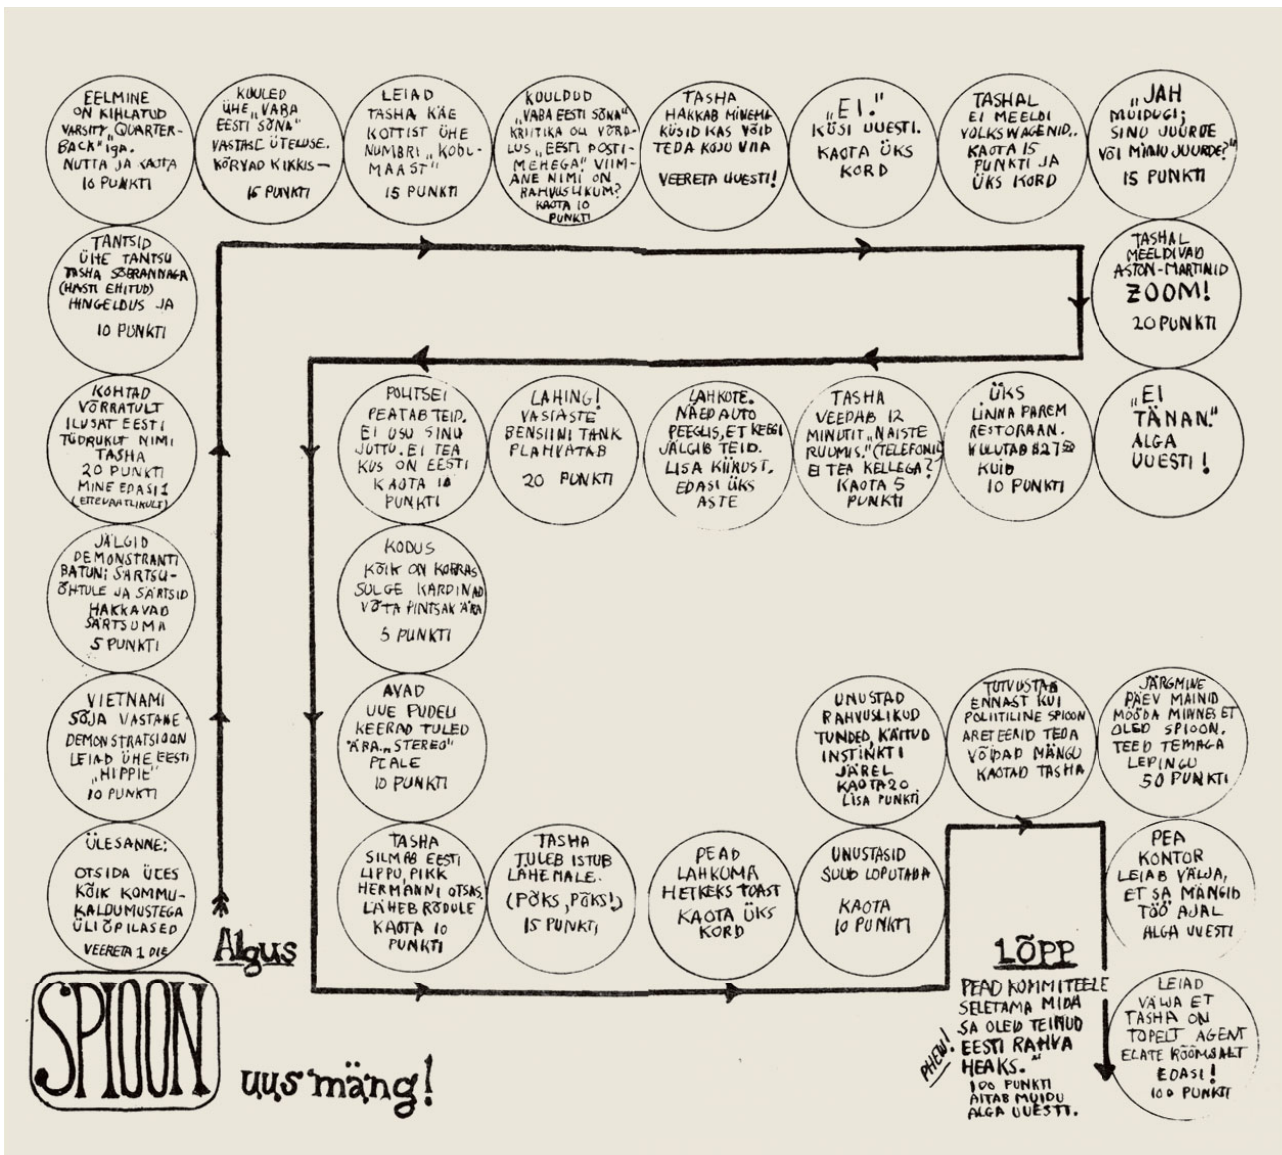 EELMINE
ON KIHLATUD
VARSITY „QUARTER-
BACK"IGA.
NUTTA JA KAOTA
10 PUNKTI
KUULED
ÜHE „VABA
EESTI SÕNA"
VASTASE ÜTELUSE.
KÕRVAD KIKKIS—
15 PUNKTI
LEIAD
TASHA KÄE
KOTTIST ÜHE
NUMBRI „KODU-
MAAST"
15 PUNKTI
KUULDUD
„VABA EESTI SÕNA"
KRIITIKA OLI VÕRD-
LUS „EESTI POSTI-
MEHEGA" VIIM-
ANE NIMI ON
RAHVUSLIKUM?
KAOTA 10
PUNKTI
TASHA
HAKKAB MINEMA
KÜSID KAS VÕID
TEDA KOJU VIIA
VEERETA UUESTI!
„EI."
KÜSI UUESTI.
KAOTA ÜKS
KORD
TASHAL
EI MEELDI
VOLKSWAGENID.
KAOTA 15
PUNKTI JA
ÜKS KORD
„JAH
MUIDUGI;
SINU JUURDE
VÕI MINU JUURDE?"
15 PUNKTI
TANTSID
ÜHE TANTSU
TASHA SÕBRANNAGA
(HÄSTI EHITUD)
HINGELDUS JA
10 PUNKTI
TASHAL
MEELDIVAD
ASTON-MARTINID
ZOOM!
20 PUNKTI
KOHTAD
VÕRRATULT
ILUSAT EESTI
TÜDRUKUT NIMI
TASHA
20 PUNKTI
MINE EDASI 1
(ETTEVAATLIKULT)
POLITSEI
PEATAB TEID.
EI USU SINU
JUTTU. EI TEA
KUS ON EESTI
KAOTA 10
PUNKTI
LAHING!
VASTASTE
BENSIINI TANK
PLAHVATAB
20 PUNKTI
LAHKUTE.
NÄED AUTO
PEEGLIS, ET KEEGI
JÄLGIB TEID.
LISA KIIRUST.
EDASI ÜKS
ASTE
TASHA
VEEDAB 12
MINUTIT „NAISTE
RUUMIS." (TELEFONIL)
EI TEA KELLEGA?
KAOTA 5
PUNKTI
ÜKS
LINNA PAREM
RESTORAAN.
KULUTAD $27.50
KUID
10 PUNKTI
„EI
TÄNAN."
ALGA
UUESTI!
JÄLGID
DEMONSTRANTI
BATUNI SÄRTSU-
ÕHTULE JA SÄRTSID
HAKKAVAD
SÄRTSUMA
5 PUNKTI
KODUS
KÕIK ON KORRAS
SULGE KARDINAD
VÕTA PINTSAK ÄRA
5 PUNKTI
VIETNAMI
SÕJA VASTANE
DEMONSTRATSIOON
LEIAD ÜHE EESTI
„HIPPIE"
10 PUNKTI
AVAD
UUE PUDELI
KEERAD TULED
ÄRA. „STEREO"
PEALE
10 PUNKTI
UNUSTAD
RAHVUSLIKUD
TUNDED, KÄITUD
INSTINKTI
JÄREL
KAOTA 20
LISA PUNKTI
TUTVUSTAB
ENNAST KUI
POLIITILINE SPIOON
ARETEERID TEDA
VÕIDAD MÄNGU
KAOTAD TASHA
JÄRGMINE
PÄEV MAINID
MÖÖDA MINNES ET
OLED SPIOON.
TEED TEMAGA
LEPINGU
50 PUNKTI
ÜLESANNE:
OTSIDA ÜLES
KÕIK KOMMU-
KALDUMUSTEGA
ÜLIÕPILASED
VEERETA 1 DIE
Algus
TASHA
SILMAB EESTI
LIPPU, PIKK
HERMANNI OTSAS.
LÄHEB RÕDULE
KAOTA 10
PUNKTI
TASHA
TULEB ISTUB
LÄHEMALE.
(PÕKS, PÕKS!)
15 PUNKTI
PEAD
LAHKUMA
HETKEKS TOAST
KAOTA ÜKS
KORD
UNUSTASID
SUUD LOPUTADA
KAOTA
10 PUNKTI
PEA
KONTOR
LEIAB VÄLJA,
ET SA MÄNGID
TÖÖ AJAL
ALGA UUESTI
LÕPP
PEAD KOMMITEELE
SELETAMA MIDA
SA OLED TEINUD
EESTI RAHVA
HEAKS."
100 PUNKTI
AITAB MUIDU
ALGA UUESTI.
PHEW!
LEIAD
VÄLJA ET
TASHA ON
TOPELT AGENT
ELATE RÕÕMSALT
EDASI!
100 PUNKTI
SPIOON
uus mäng!